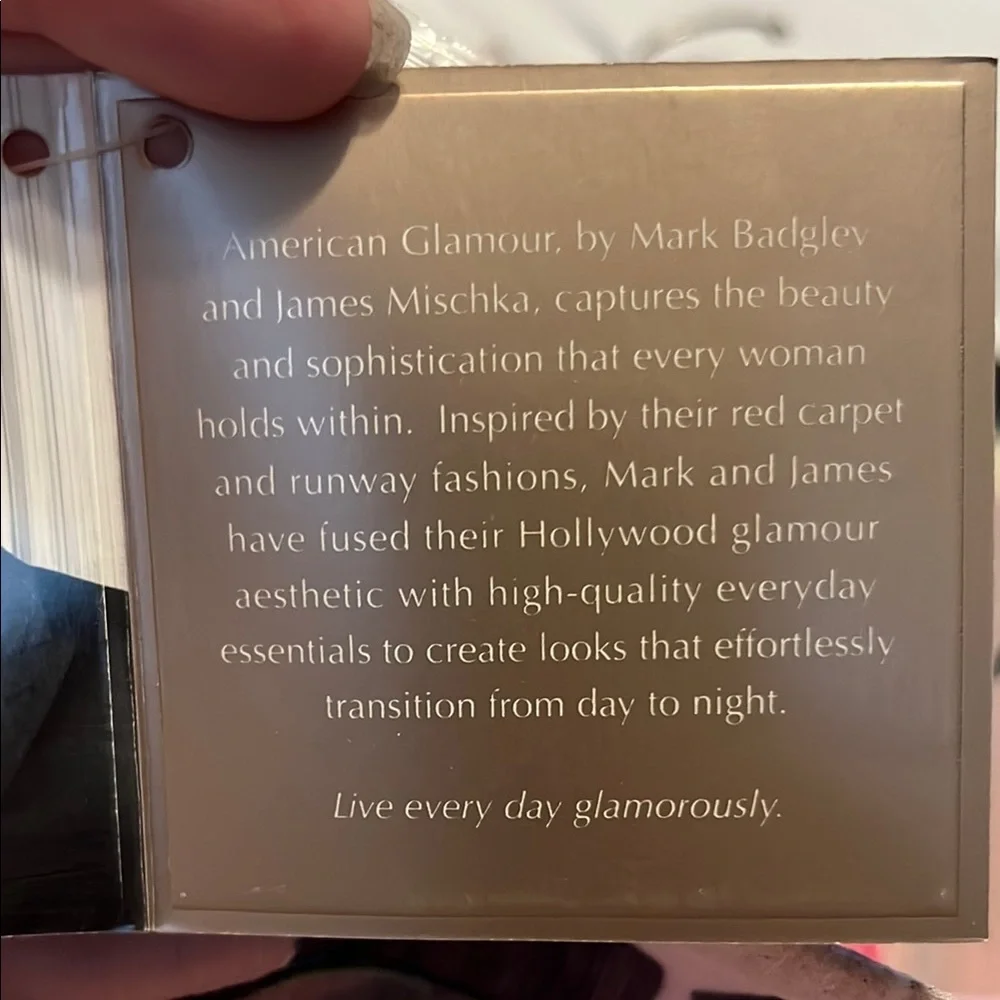 American Glamour, by Mark Badgley
and James Mischka, captures the beauty
and sophistication that every woman
holds within. Inspired by their red carpet
and runway fashions, Mark and James
have fused their Hollywood glamour
aesthetic with high-quality everyday
essentials to create looks that effortlessly
transition from day to night.
Live every day glamorously.